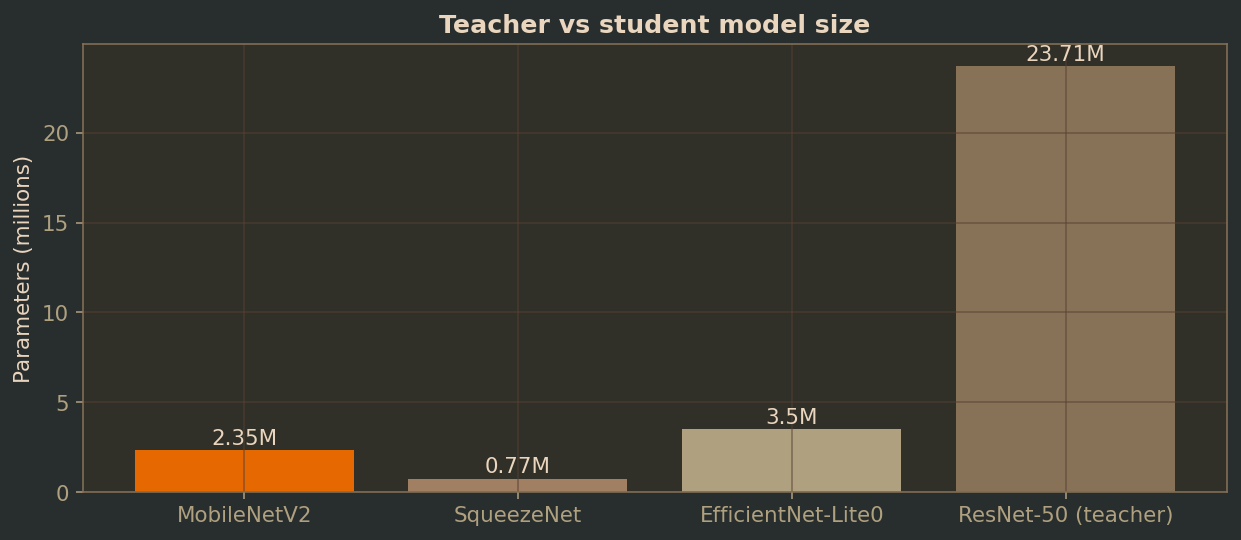 Teacher vs student model size
Parameters (millions)
20
15
10
5
0
23.71M
2.35M
0.77M
3.5M
MobileNetV2
SqueezeNet
EfficientNet-Lite0
ResNet-50 (teacher)